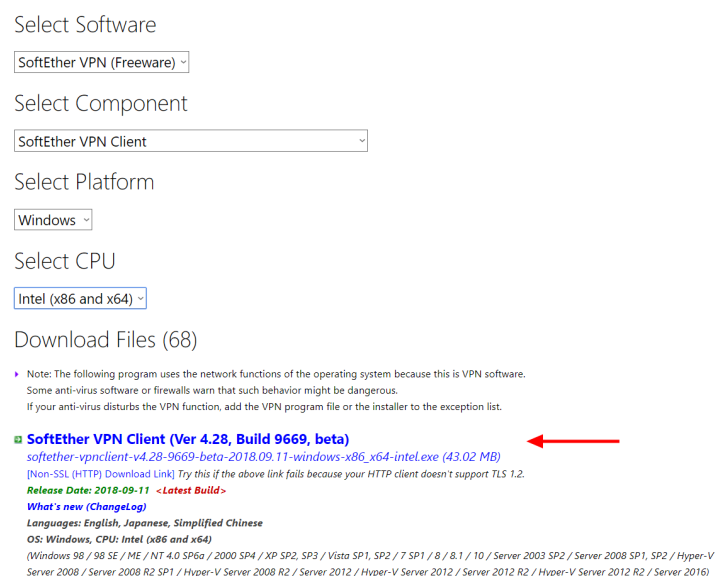 Select Software
SoftEther VPN (Freeware)
Select Component
SoftEther VPN Client
Select Platform
Windows
Select CPU
Intel (x86 and x64)
Download Files (68)
Note: The following program uses the network functions of the operating system because this is VPN software.
Some anti-virus software or firewalls warn that such behavior might be dangerous.
If your anti-virus disturbs the VPN function, add the VPN program file or the installer to the exception list.
SoftEther VPN Client (Ver 4.28, Build 9669, beta)
softether-vpnclient-v4.28-9669-beta-2018.09.11-windows-x86_x64-intel.exe (43.02 MB)
[Non-SSL (HTTP) Download Link] Try this if the above link fails because your HTTP client doesn't support TLS 1.2.
Release Date: 2018-09-11 <Latest Build>
What's new (ChangeLog)
Languages: English, Japanese, Simplified Chinese
OS: Windows, CPU: Intel (x86 and x64)
(Windows 98 / 98 SE / ME / NT 4.0 SP6a / 2000 SP4 / XP SP2, SP3 / Vista SP1, SP2 / 7 SP1 / 8 / 8.1 / 10 / Server 2003 SP2 / Server 2008 SP1, SP2 / Hyper-V
Server 2008 / Server 2008 R2 SP1 / Hyper-V Server 2008 R2 / Server 2012 / Hyper-V Server 2012 / Server 2012 R2 / Hyper-V Server 2012 R2 / Server 2016)